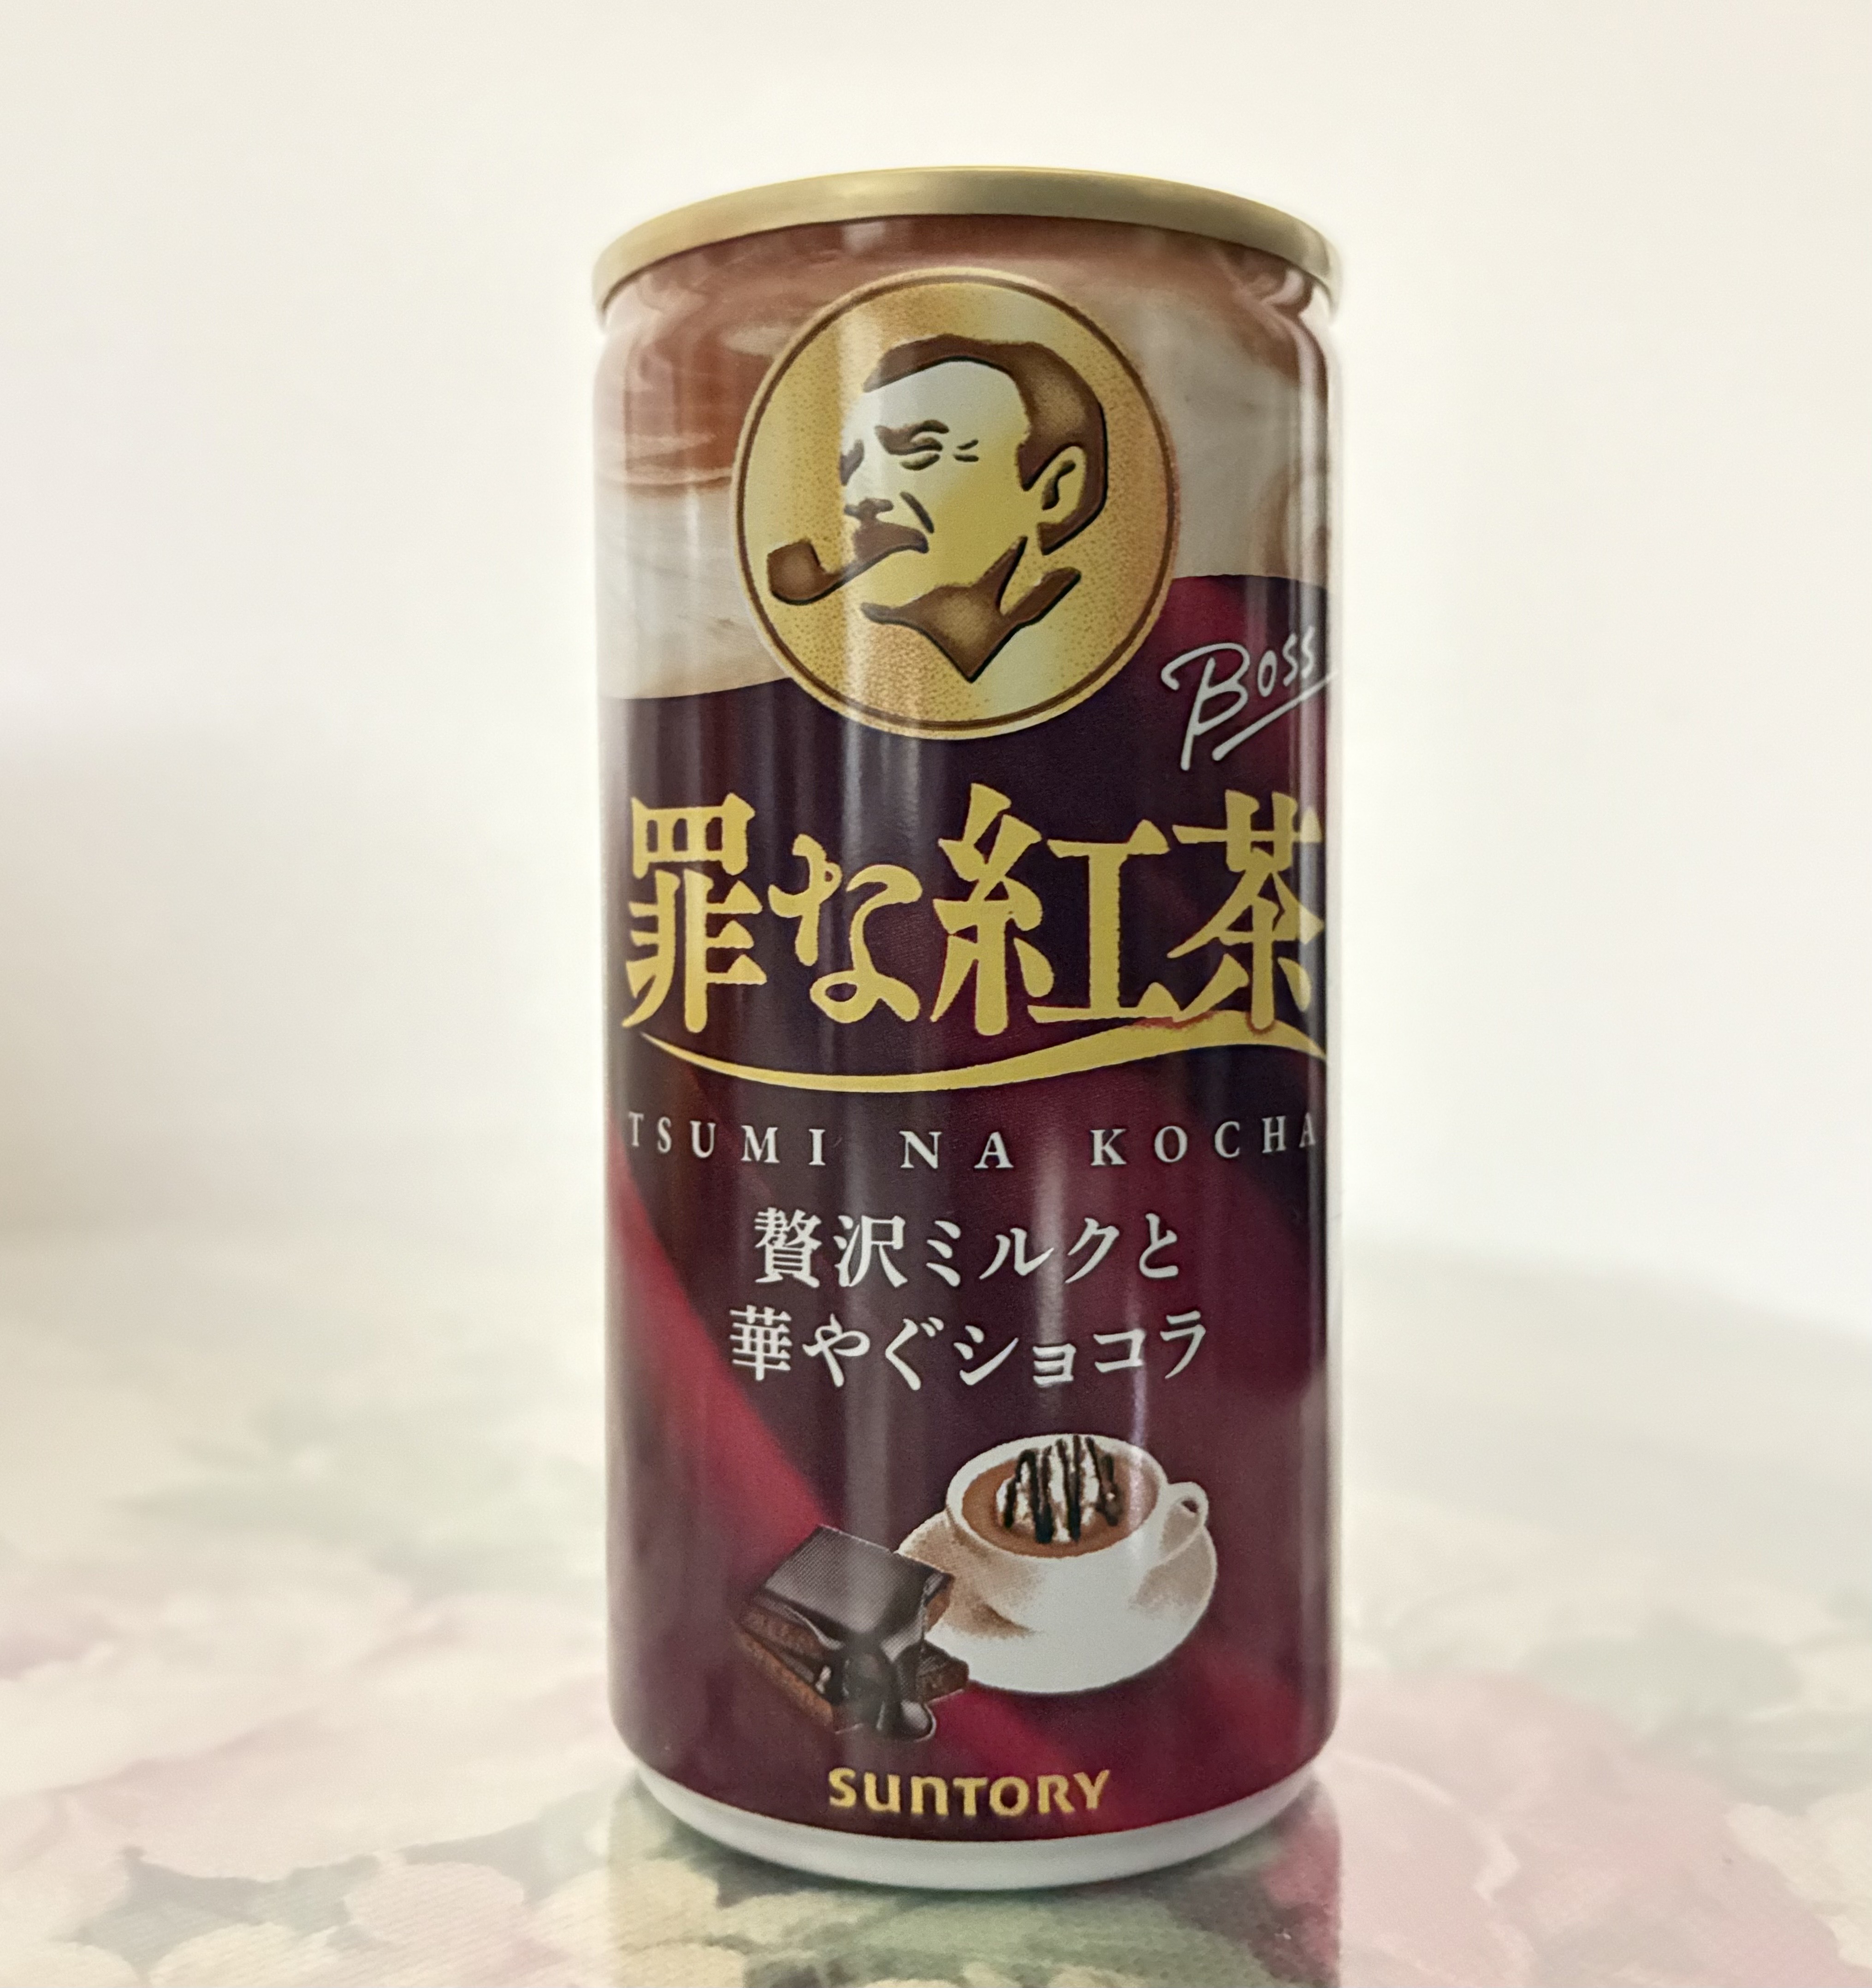 Boss
罪な紅茶
TSUMI NA KOCHA
贅沢ミルクと
華やぐショコラ
SUNTORY